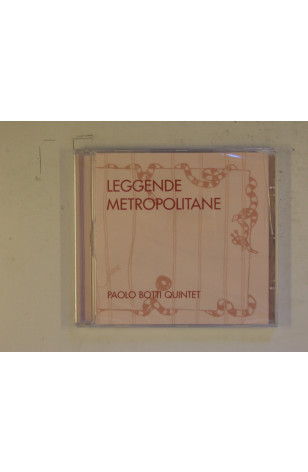 LEGGENDE
METROPOLITANE
PAOLO BOTTI QUINTET